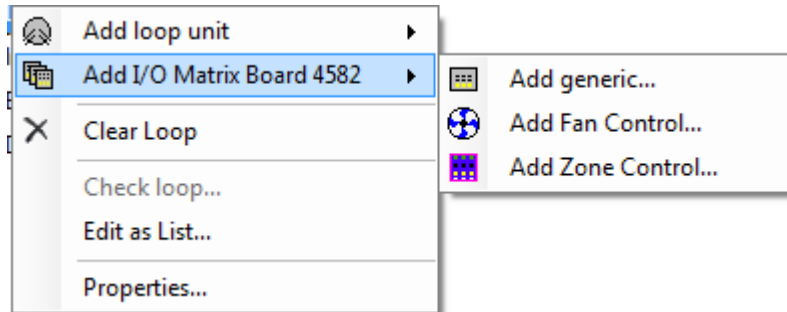 Add loop unit
Add I/O Matrix Board 4582
Clear Loop
Check loop...
Edit as List...
Properties...
Add generic...
Add Fan Control...
Add Zone Control...